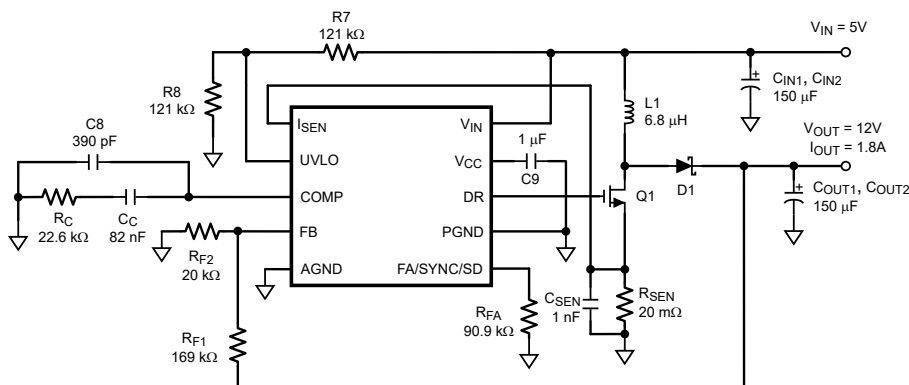 R7
121 kΩ
V_IN = 5V
R8
121 kΩ
C_IN1, C_IN2
150 μF
L1
6.8 μH
C8
390 pF
I_SEN
V_IN
1 μF
V_OUT = 12V
I_OUT = 1.8A
UVLO
V_CC
C9
D1
COMP
DR
Q1
C_OUT1, C_OUT2
150 μF
R_C
22.6 kΩ
C_C
82 nF
FB
PGND
R_F2
20 kΩ
AGND
FA/SYNC/SD
C_SEN
1 nF
R_SEN
20 mΩ
R_FA
90.9 kΩ
R_F1
169 kΩ